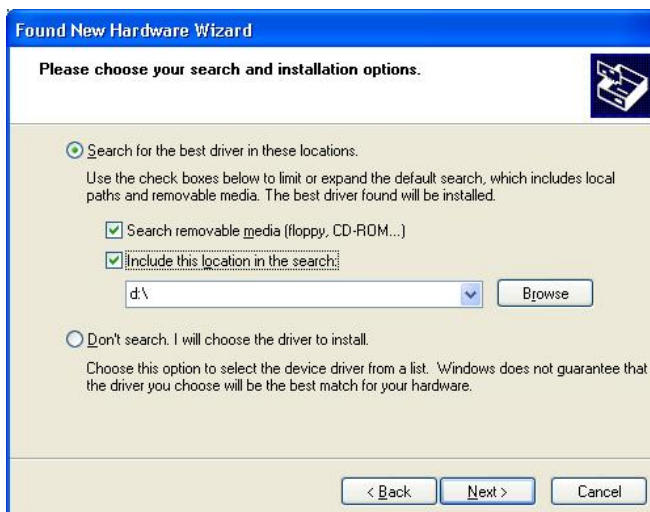 Found New Hardware Wizard
Please choose your search and installation options.
Search for the best driver in these locations.
Use the check boxes below to limit or expand the default search, which includes local
paths and removable media. The best driver found will be installed.
Search removable media (floppy, CD-ROM...)
Include this location in the search:
d:\
Browse
Don't search. I will choose the driver to install.
Choose this option to select the device driver from a list. Windows does not guarantee that
the driver you choose will be the best match for your hardware.
< Back Next > Cancel